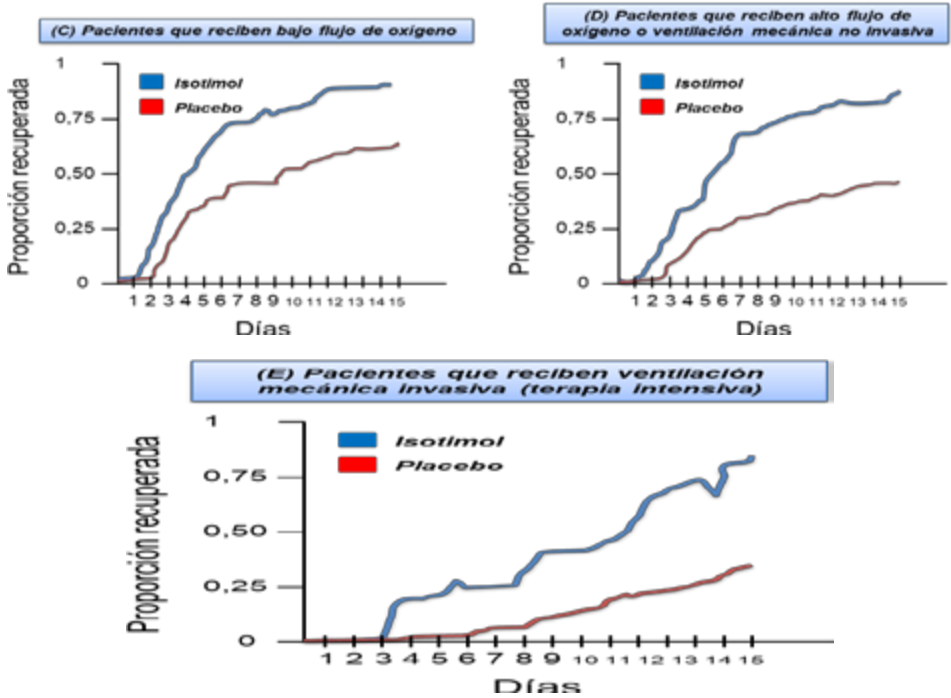 (C) Pacientes que reciben bajo flujo de oxígeno
1
Isotimol
Placebo
0,75
0,50
0,25
0
Proporción recuperada
1 2 3 4 5 6 7 8 9 10 11 12 13 14 15
Días
(D) Pacientes que reciben alto flujo de
oxígeno o ventilación mecánica no invasiva
1
Isotimol
Placebo
0,75
0,50
0,25
0
Proporción recuperada
1 2 3 4 5 6 7 8 9 10 11 12 13 14 15
Días
(E) Pacientes que reciben ventilación
mecánica invasiva (terapia intensiva)
1
Isotimol
Placebo
0,75
0,50
0,25
0
Proporción recuperada
1 2 3 4 5 6 7 8 9 10 11 12 13 14 15
Días